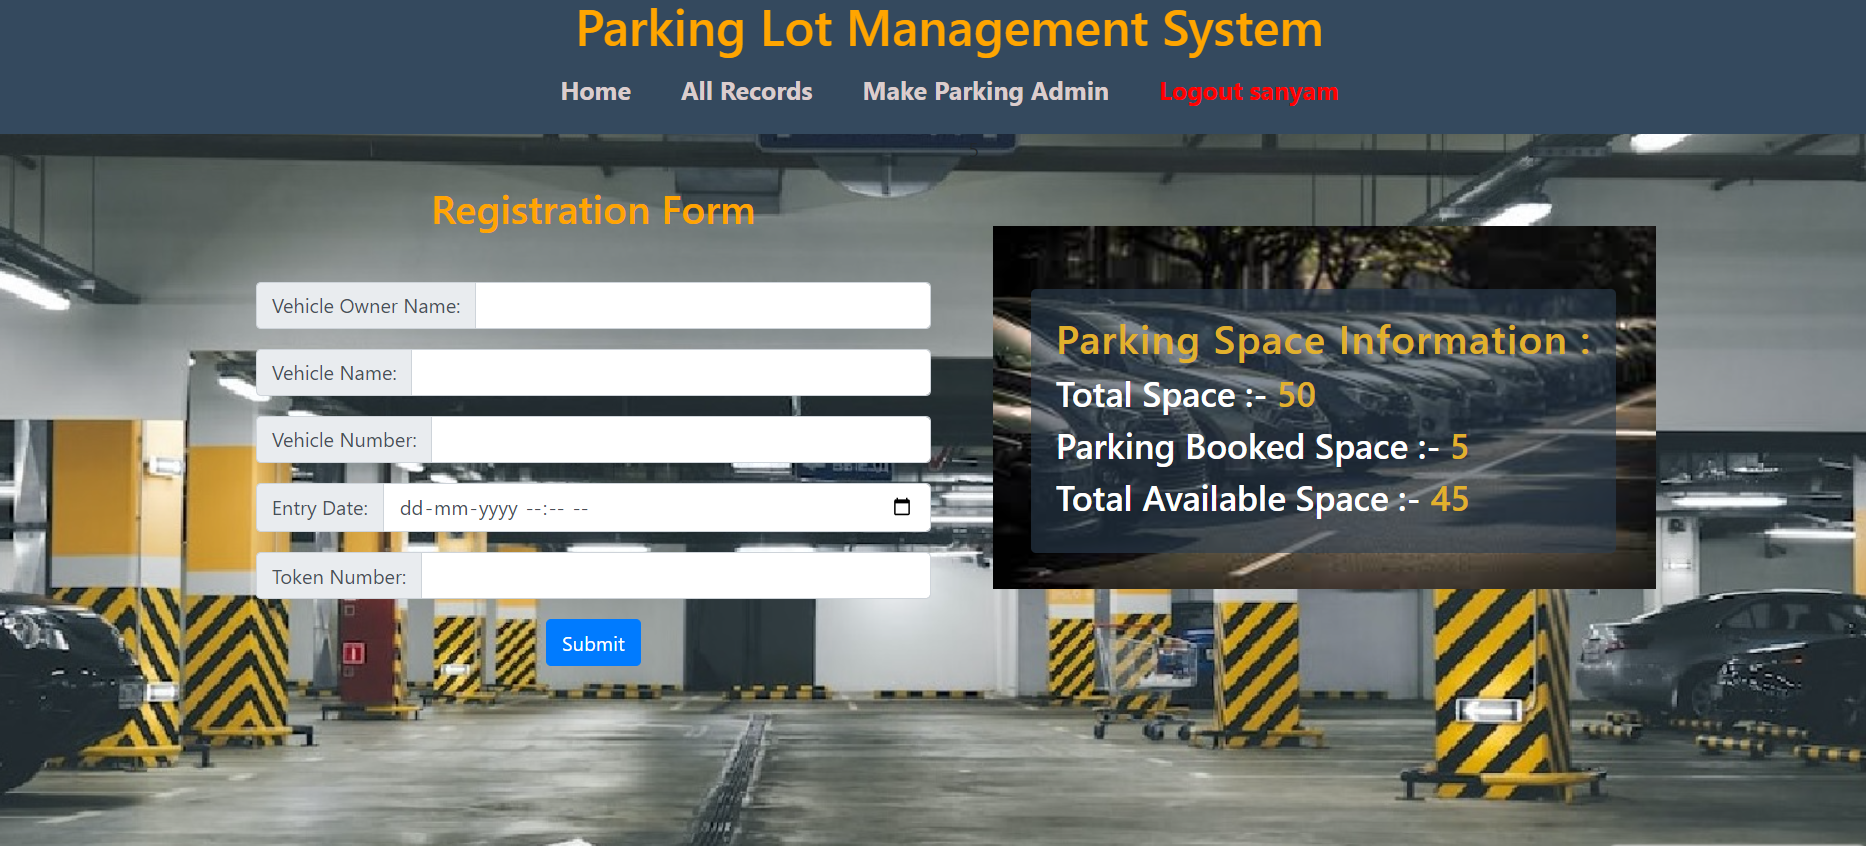 Parking Lot Management System
Home All Records Make Parking Admin Logout sanyam
Registration Form
Vehicle Owner Name:
Vehicle Name:
Vehicle Number:
Entry Date: dd-mm-yyyy --:-- --
Token Number:
Submit
Parking Space Information :
Total Space :- 50
Parking Booked Space :- 5
Total Available Space :- 45